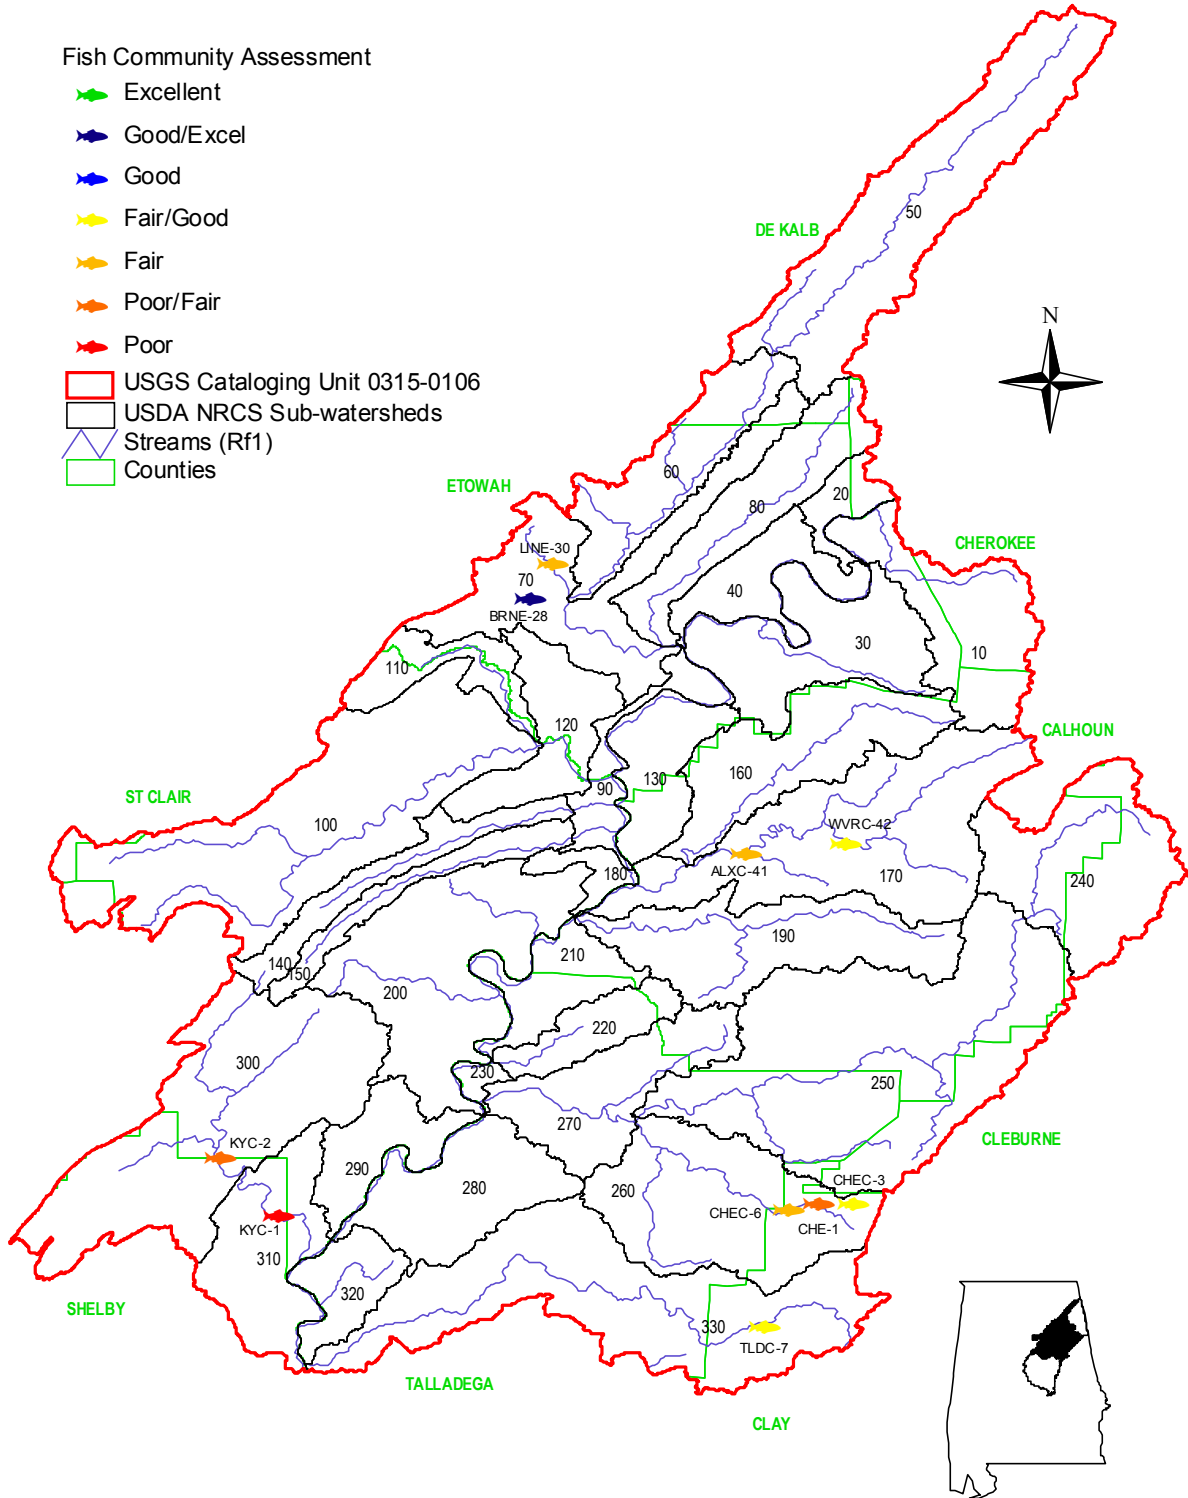 Fish Community Assessment
Excellent
Good/Excel
Good
Fair/Good
Fair
Poor/Fair
Poor
USGS Cataloging Unit 0315-0106
USDA NRCS Sub-watersheds
Streams (Rf1)
Counties
50
DE KALB
N
60
ETOWAH
20
80
CHEROKEE
LINE-30
70
40
BRNE-28
30
10
110
120
CALHOUN
160
130
90
ST CLAIR
100
WVRC-42
ALXC-41
170
180
240
190
210
140
150
200
220
300
230
250
270
CLEBURNE
KYC-2
290
280
260
CHEC-3
CHEC-6
CHE-1
KYC-1
310
320
SHELBY
330
TLDC-7
TALLADEGA
CLAY